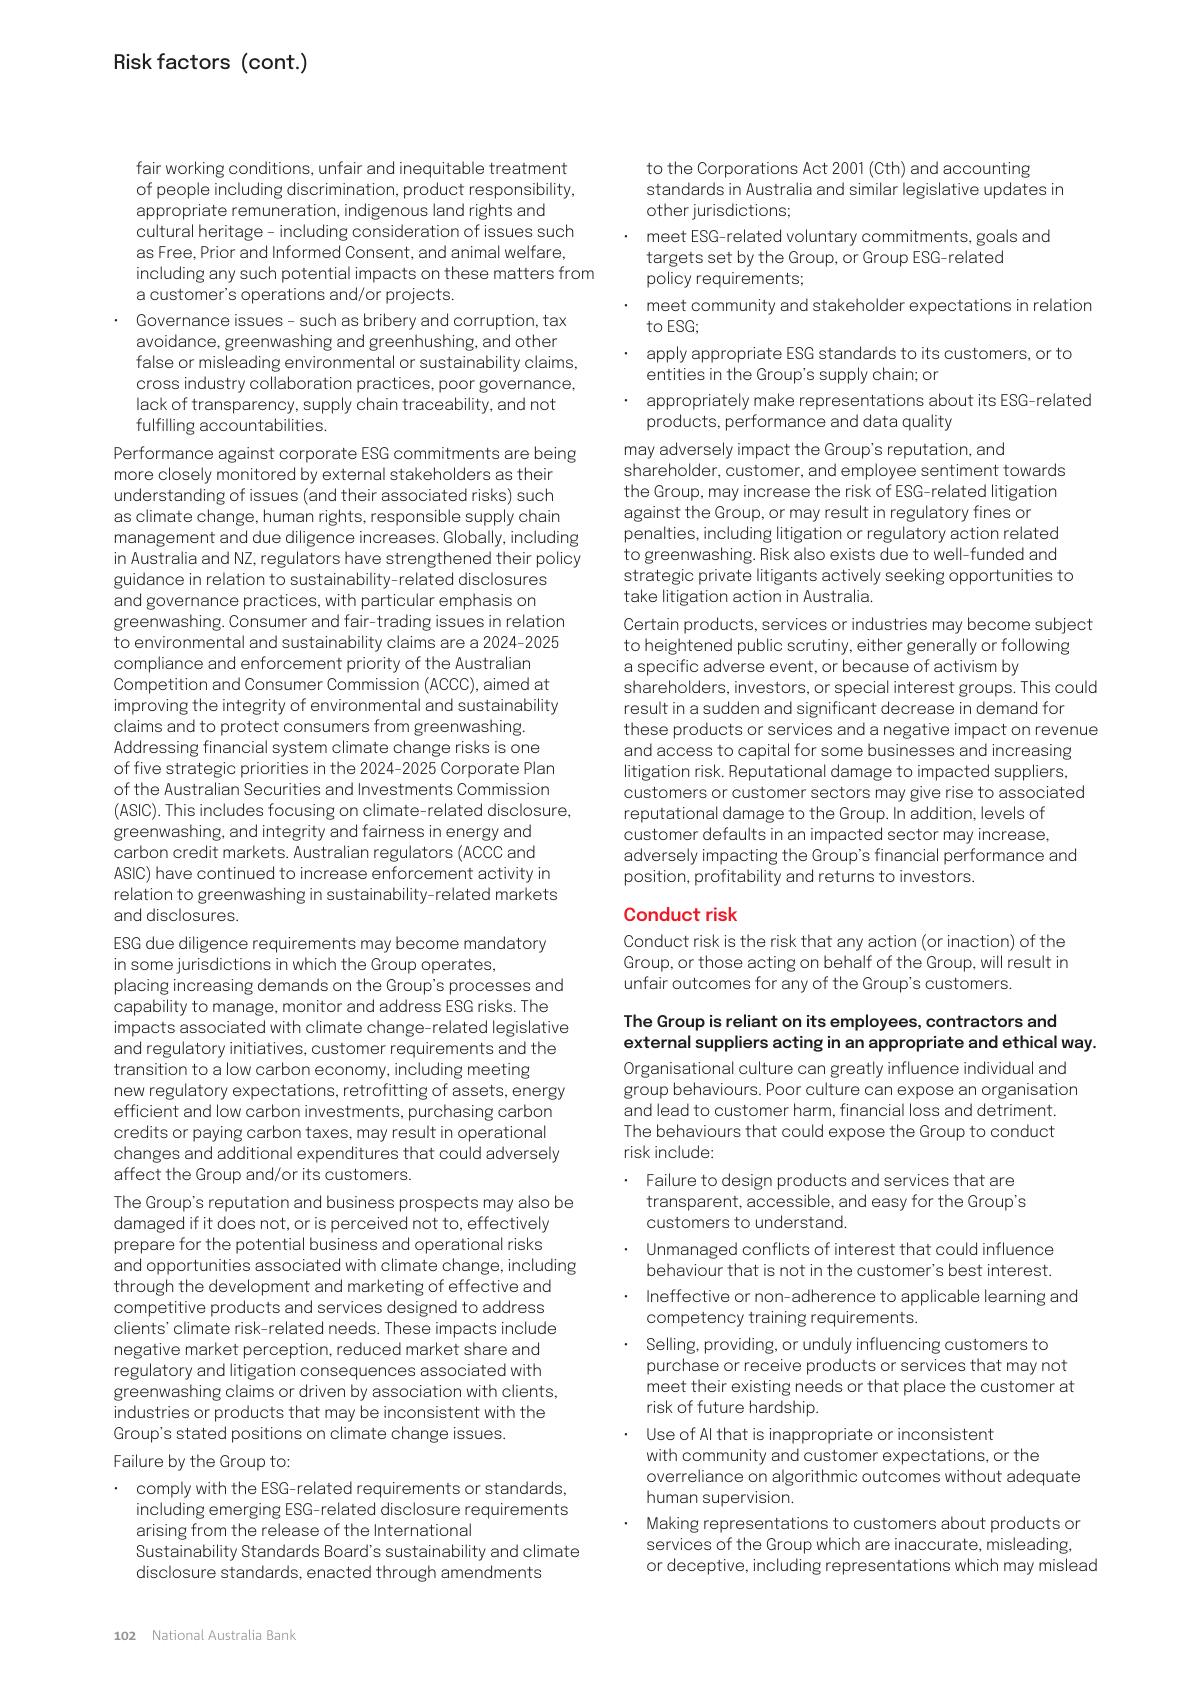 Risk factors (cont.)
fair working conditions, unfair and inequitable treatment
of people including discrimination, product responsibility,
appropriate remuneration, indigenous land rights and
cultural heritage – including consideration of issues such
as Free, Prior and Informed Consent, and animal welfare,
including any such potential impacts on these matters from
a customer's operations and/or projects.
• Governance issues – such as bribery and corruption, tax
avoidance, greenwashing and greenhushing, and other
false or misleading environmental or sustainability claims,
cross industry collaboration practices, poor governance,
lack of transparency, supply chain traceability, and not
fulfilling accountabilities.
Performance against corporate ESG commitments are being
more closely monitored by external stakeholders as their
understanding of issues (and their associated risks) such
as climate change, human rights, responsible supply chain
management and due diligence increases. Globally, including
in Australia and NZ, regulators have strengthened their policy
guidance in relation to sustainability-related disclosures
and governance practices, with particular emphasis on
greenwashing. Consumer and fair-trading issues in relation
to environmental and sustainability claims are a 2024-2025
compliance and enforcement priority of the Australian
Competition and Consumer Commission (ACCC), aimed at
improving the integrity of environmental and sustainability
claims and to protect consumers from greenwashing.
Addressing financial system climate change risks is one
of five strategic priorities in the 2024-2025 Corporate Plan
of the Australian Securities and Investments Commission
(ASIC). This includes focusing on climate-related disclosure,
greenwashing, and integrity and fairness in energy and
carbon credit markets. Australian regulators (ACCC and
ASIC) have continued to increase enforcement activity in
relation to greenwashing in sustainability-related markets
and disclosures.
ESG due diligence requirements may become mandatory
in some jurisdictions in which the Group operates,
placing increasing demands on the Group's processes and
capability to manage, monitor and address ESG risks. The
impacts associated with climate change-related legislative
and regulatory initiatives, customer requirements and the
transition to a low carbon economy, including meeting
new regulatory expectations, retrofitting of assets, energy
efficient and low carbon investments, purchasing carbon
credits or paying carbon taxes, may result in operational
changes and additional expenditures that could adversely
affect the Group and/or its customers.
The Group's reputation and business prospects may also be
damaged if it does not, or is perceived not to, effectively
prepare for the potential business and operational risks
and opportunities associated with climate change, including
through the development and marketing of effective and
competitive products and services designed to address
clients' climate risk-related needs. These impacts include
negative market perception, reduced market share and
regulatory and litigation consequences associated with
greenwashing claims or driven by association with clients,
industries or products that may be inconsistent with the
Group's stated positions on climate change issues.
Failure by the Group to:
• comply with the ESG-related requirements or standards,
including emerging ESG-related disclosure requirements
arising from the release of the International
Sustainability Standards Board's sustainability and climate
disclosure standards, enacted through amendments
to the Corporations Act 2001 (Cth) and accounting
standards in Australia and similar legislative updates in
other jurisdictions;
• meet ESG-related voluntary commitments, goals and
targets set by the Group, or Group ESG-related
policy requirements;
• meet community and stakeholder expectations in relation
to ESG;
• apply appropriate ESG standards to its customers, or to
entities in the Group's supply chain; or
• appropriately make representations about its ESG-related
products, performance and data quality
may adversely impact the Group's reputation, and
shareholder, customer, and employee sentiment towards
the Group, may increase the risk of ESG-related litigation
against the Group, or may result in regulatory fines or
penalties, including litigation or regulatory action related
to greenwashing. Risk also exists due to well-funded and
strategic private litigants actively seeking opportunities to
take litigation action in Australia.
Certain products, services or industries may become subject
to heightened public scrutiny, either generally or following
a specific adverse event, or because of activism by
shareholders, investors, or special interest groups. This could
result in a sudden and significant decrease in demand for
these products or services and a negative impact on revenue
and access to capital for some businesses and increasing
litigation risk. Reputational damage to impacted suppliers,
customers or customer sectors may give rise to associated
reputational damage to the Group. In addition, levels of
customer defaults in an impacted sector may increase,
adversely impacting the Group's financial performance and
position, profitability and returns to investors.
Conduct risk
Conduct risk is the risk that any action (or inaction) of the
Group, or those acting on behalf of the Group, will result in
unfair outcomes for any of the Group's customers.
The Group is reliant on its employees, contractors and
external suppliers acting in an appropriate and ethical way.
Organisational culture can greatly influence individual and
group behaviours. Poor culture can expose an organisation
and lead to customer harm, financial loss and detriment.
The behaviours that could expose the Group to conduct
risk include:
• Failure to design products and services that are
transparent, accessible, and easy for the Group's
customers to understand.
• Unmanaged conflicts of interest that could influence
behaviour that is not in the customer's best interest.
• Ineffective or non-adherence to applicable learning and
competency training requirements.
• Selling, providing, or unduly influencing customers to
purchase or receive products or services that may not
meet their existing needs or that place the customer at
risk of future hardship.
• Use of AI that is inappropriate or inconsistent
with community and customer expectations, or the
overreliance on algorithmic outcomes without adequate
human supervision.
• Making representations to customers about products or
services of the Group which are inaccurate, misleading,
or deceptive, including representations which may mislead
102 National Australia Bank